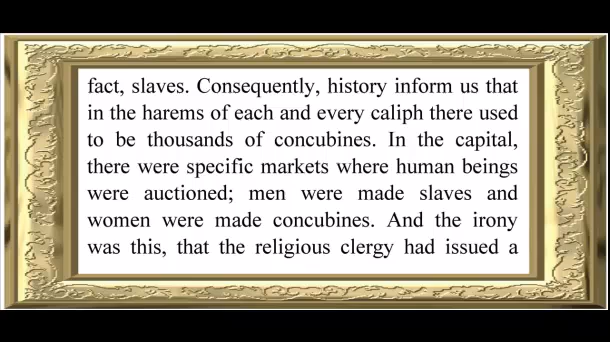 fact, slaves. Consequently, history inform us that
in the harems of each and every caliph there used
to be thousands of concubines. In the capital,
there were specific markets where human beings
were auctioned; men were made slaves and
women were made concubines. And the irony
was this, that the religious clergy had issued a